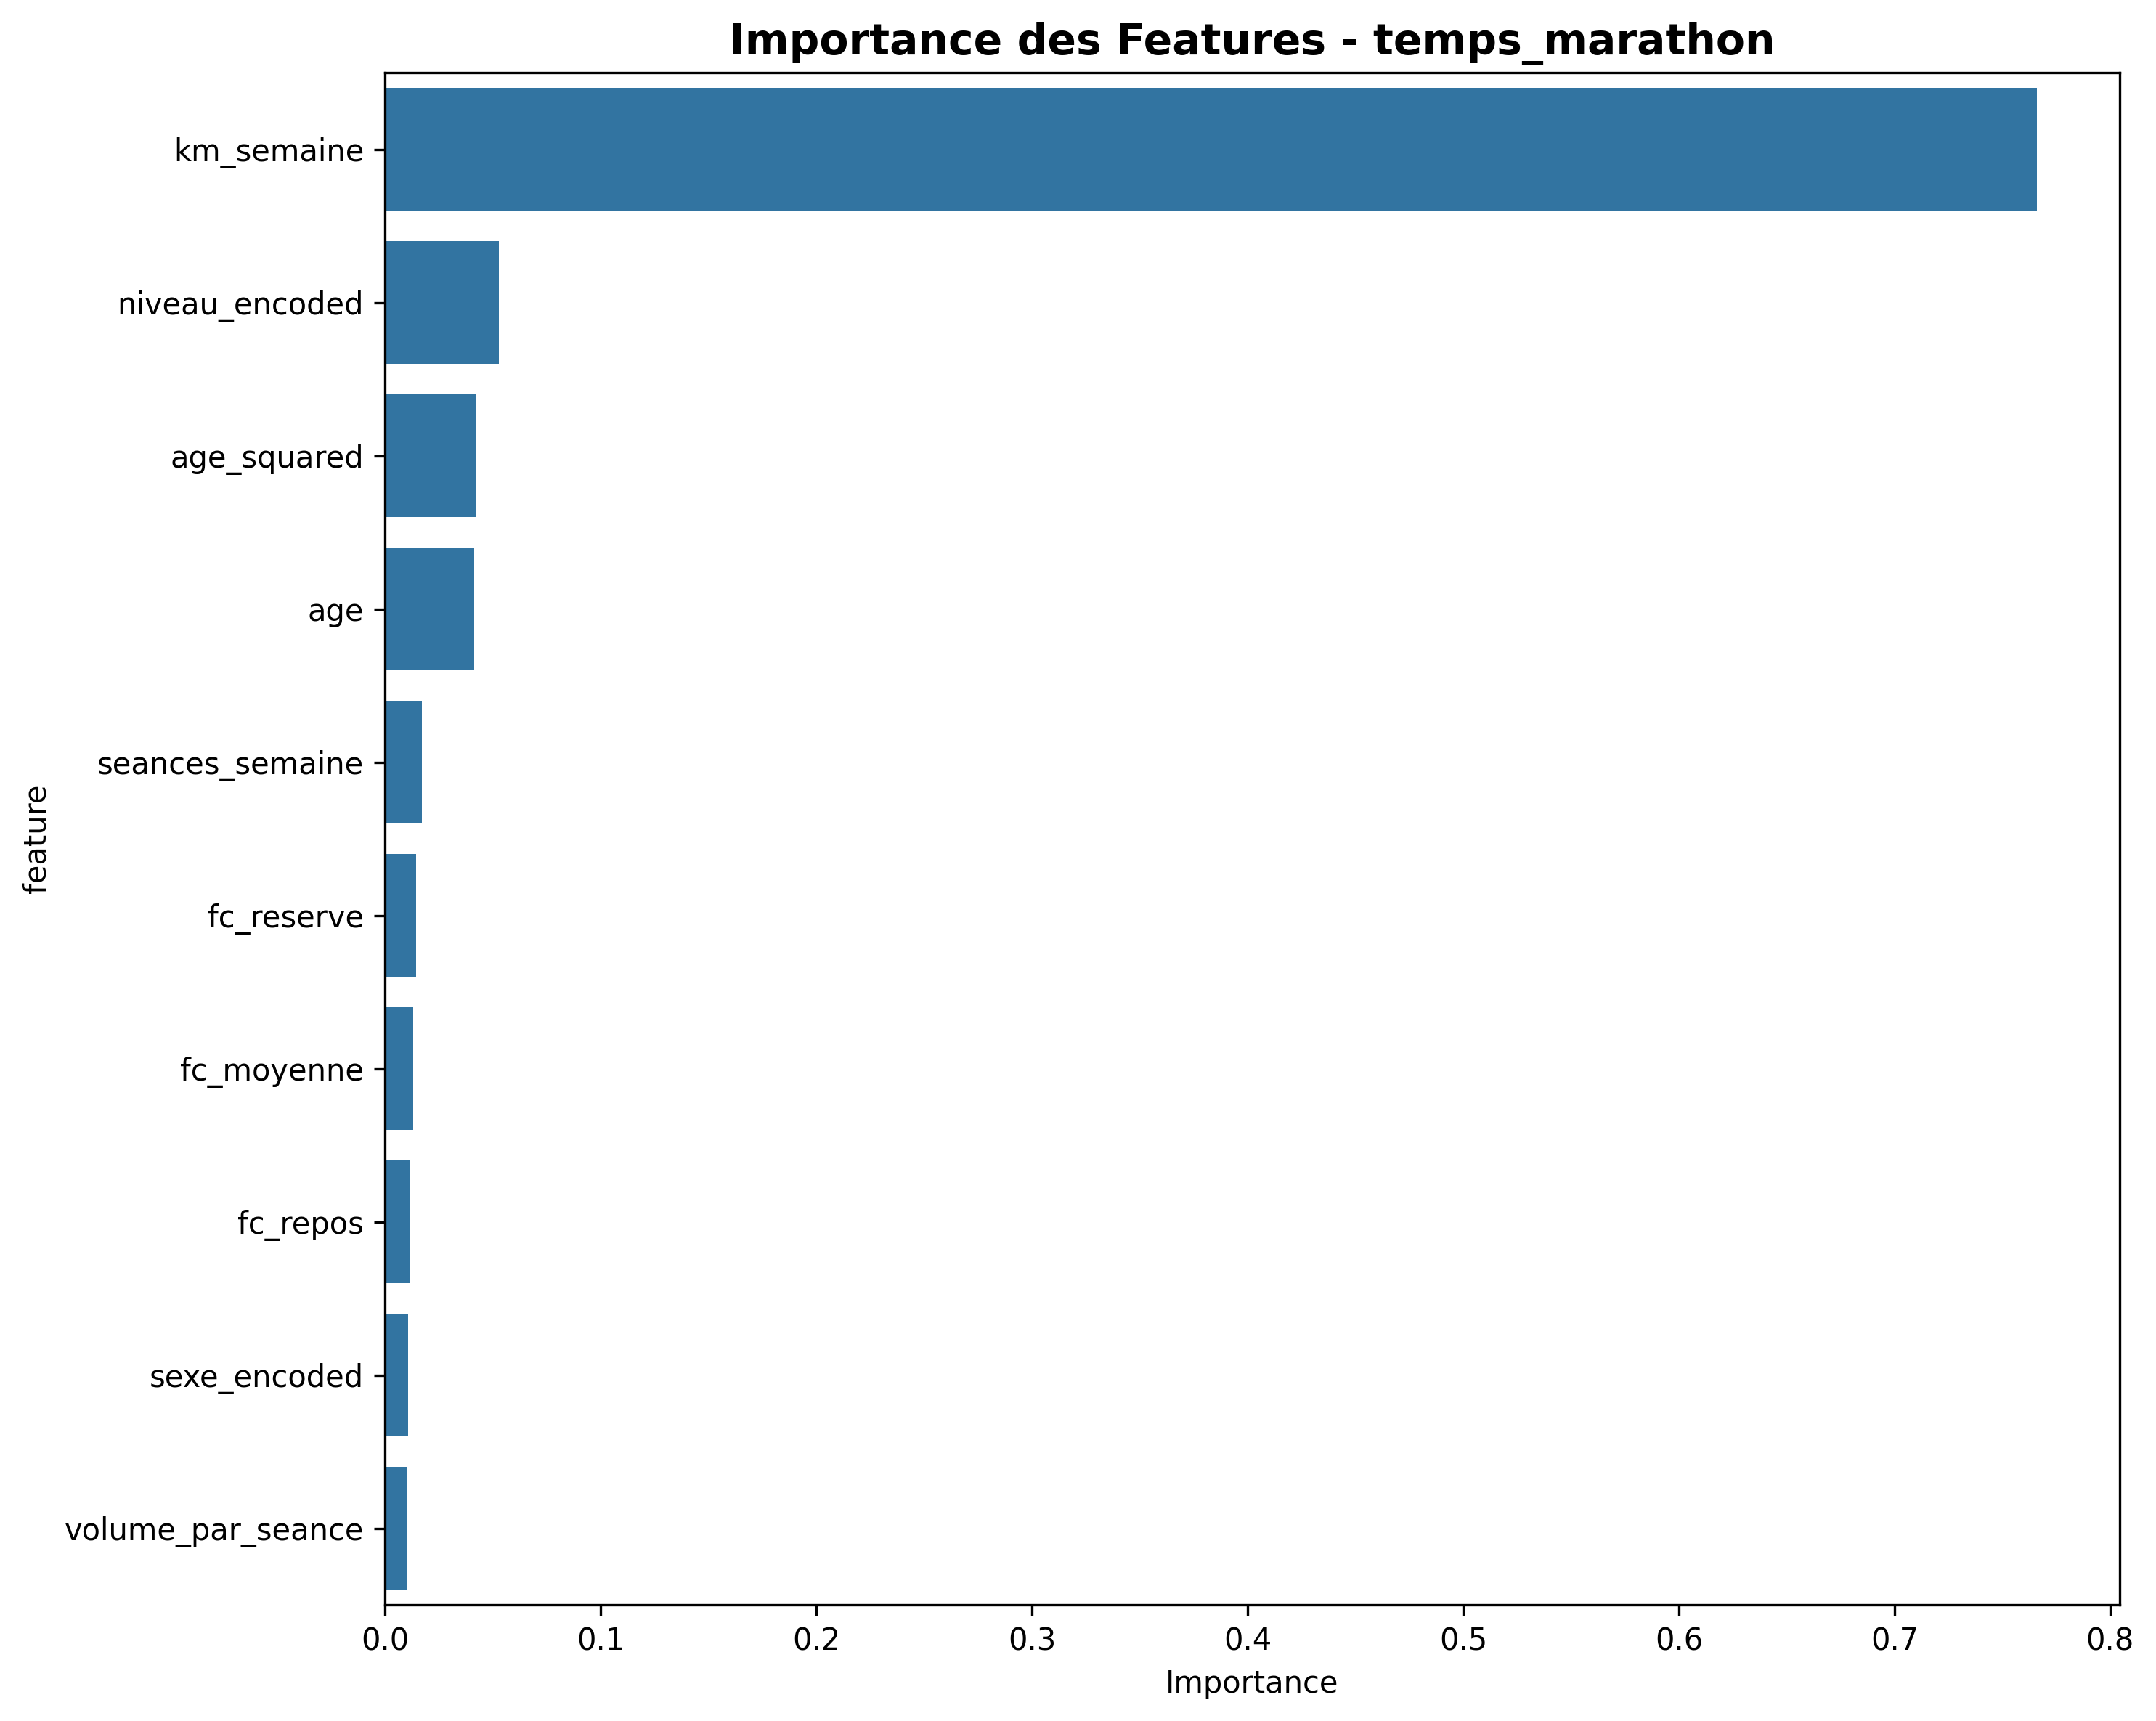 Importance des Features - temps_marathon
km_semaine
niveau_encoded
age_squared
age
seances_semaine
fc_reserve
fc_moyenne
fc_repos
sexe_encoded
volume_par_seance
feature
0.0 0.1 0.2 0.3 0.4 0.5 0.6 0.7 0.8
Importance